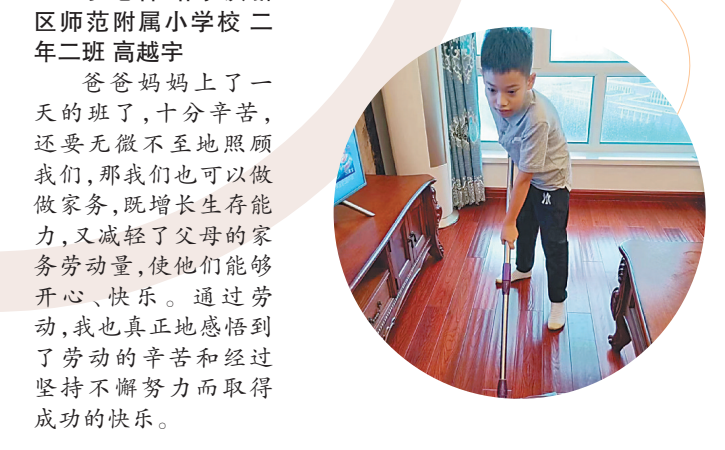 区师范附属小学校 二
年二班 高越宇
爸爸妈妈上了一
天的班了,十分辛苦,
还要无微不至地照顾
我们,那我们也可以做
做家务,既增长生存能
力,又减轻了父母的家
务劳动量,使他们能够
开心、快乐。通过劳
动,我也真正地感悟到
了劳动的辛苦和经过
坚持不懈努力而取得
成功的快乐。